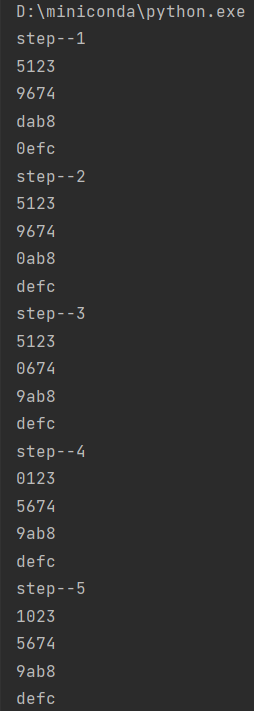 D:\miniconda\python.exe
step--1
5123
9674
dab8
0efc
step--2
5123
9674
0ab8
defc
step--3
5123
0674
9ab8
defc
step--4
0123
5674
9ab8
defc
step--5
1023
5674
9ab8
defc